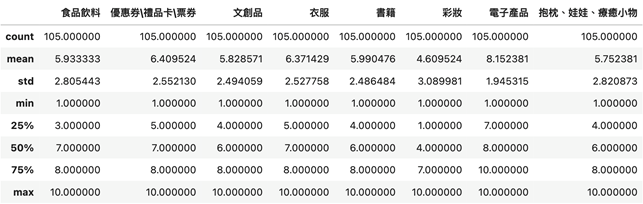 食品飲料 優惠券\禮品卡\票券 文創品 衣服 書籍 彩妝 電子產品 抱枕、娃娃、療癒小物
count 105.000000 105.000000 105.000000 105.000000 105.000000 105.000000 105.000000 105.000000
mean 5.933333 6.409524 5.828571 6.371429 5.990476 4.609524 8.152381 5.752381
std 2.805443 2.552130 2.494059 2.527758 2.486484 3.089981 1.945315 2.820873
min 1.000000 1.000000 1.000000 1.000000 1.000000 1.000000 1.000000 1.000000
25% 3.000000 5.000000 4.000000 5.000000 4.000000 1.000000 7.000000 4.000000
50% 7.000000 7.000000 6.000000 7.000000 6.000000 4.000000 8.000000 6.000000
75% 8.000000 8.000000 8.000000 8.000000 8.000000 7.000000 10.000000 8.000000
max 10.000000 10.000000 10.000000 10.000000 10.000000 10.000000 10.000000 10.000000